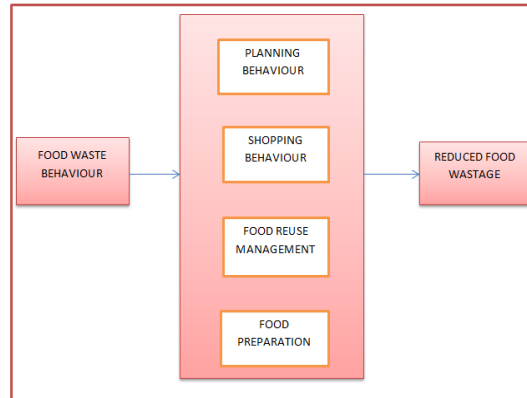 FOOD WASTE
BEHAVIOUR
PLANNING
BEHAVIOUR
SHOPPING
BEHAVIOUR
FOOD REUSE
MANAGEMENT
FOOD
PREPARATION
REDUCED FOOD
WASTAGE